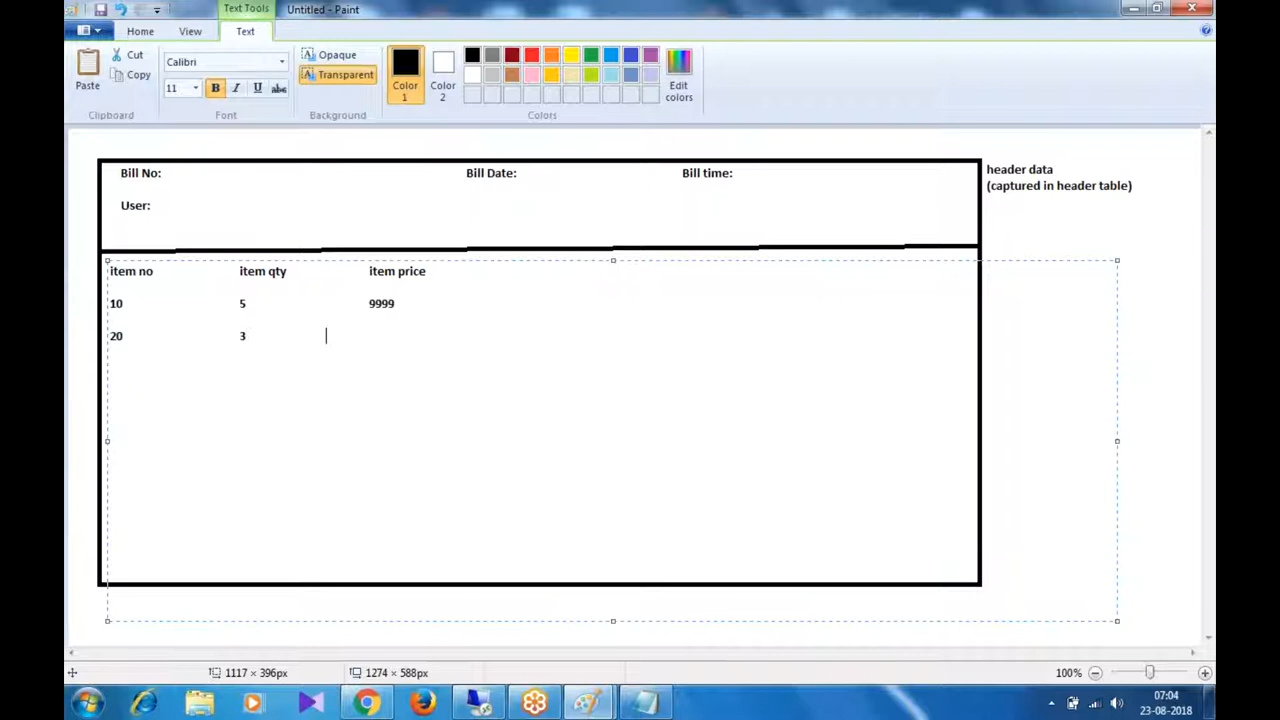 Text Tools
Untitled - Paint
Home
View
Text
Paste
Cut
Copy
Clipboard
Calibri
11
B
I
U
abc
Font
Opaque
Transparent
Background
Color 1
Color 2
Edit colors
Colors
Bill No:
Bill Date:
Bill time:
User:
header data
(captured in header table)
item no
item qty
item price
10
5
9999
20
3
1117 × 396px
1274 × 588px
100%
07:04
23-08-2018